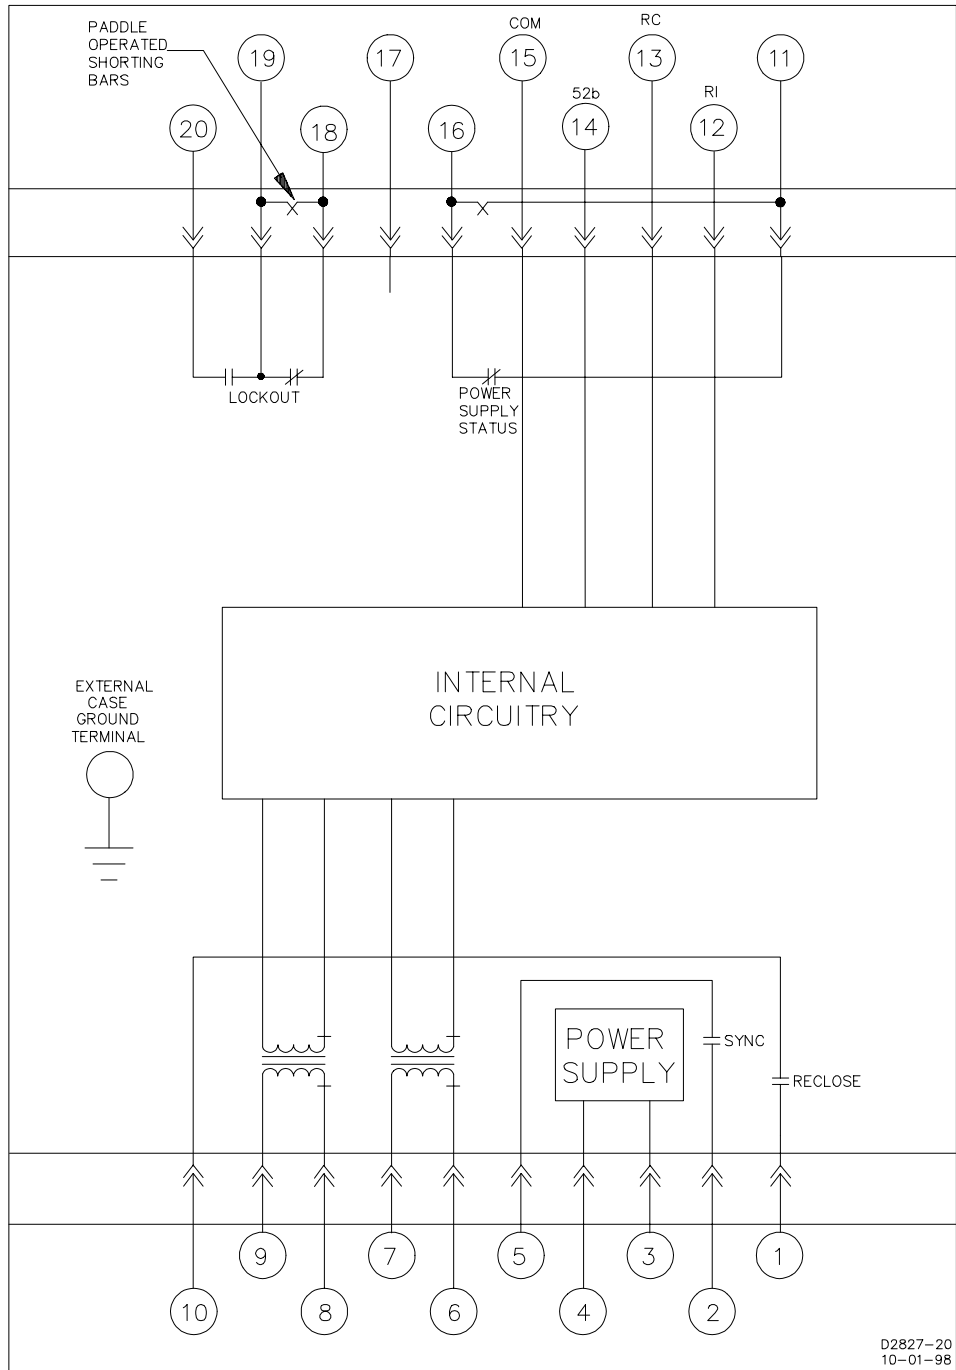 PADDLE
OPERATED
SHORTING
BARS
COM
RC
19
17
15
13
11
52b
RI
20
18
16
14
12
LOCKOUT
POWER
SUPPLY
STATUS
INTERNAL
CIRCUITRY
EXTERNAL
CASE
GROUND
TERMINAL
POWER
SUPPLY
SYNC
RECLOSE
9
7
5
3
1
10
8
6
4
2
D2827-20
10-01-98